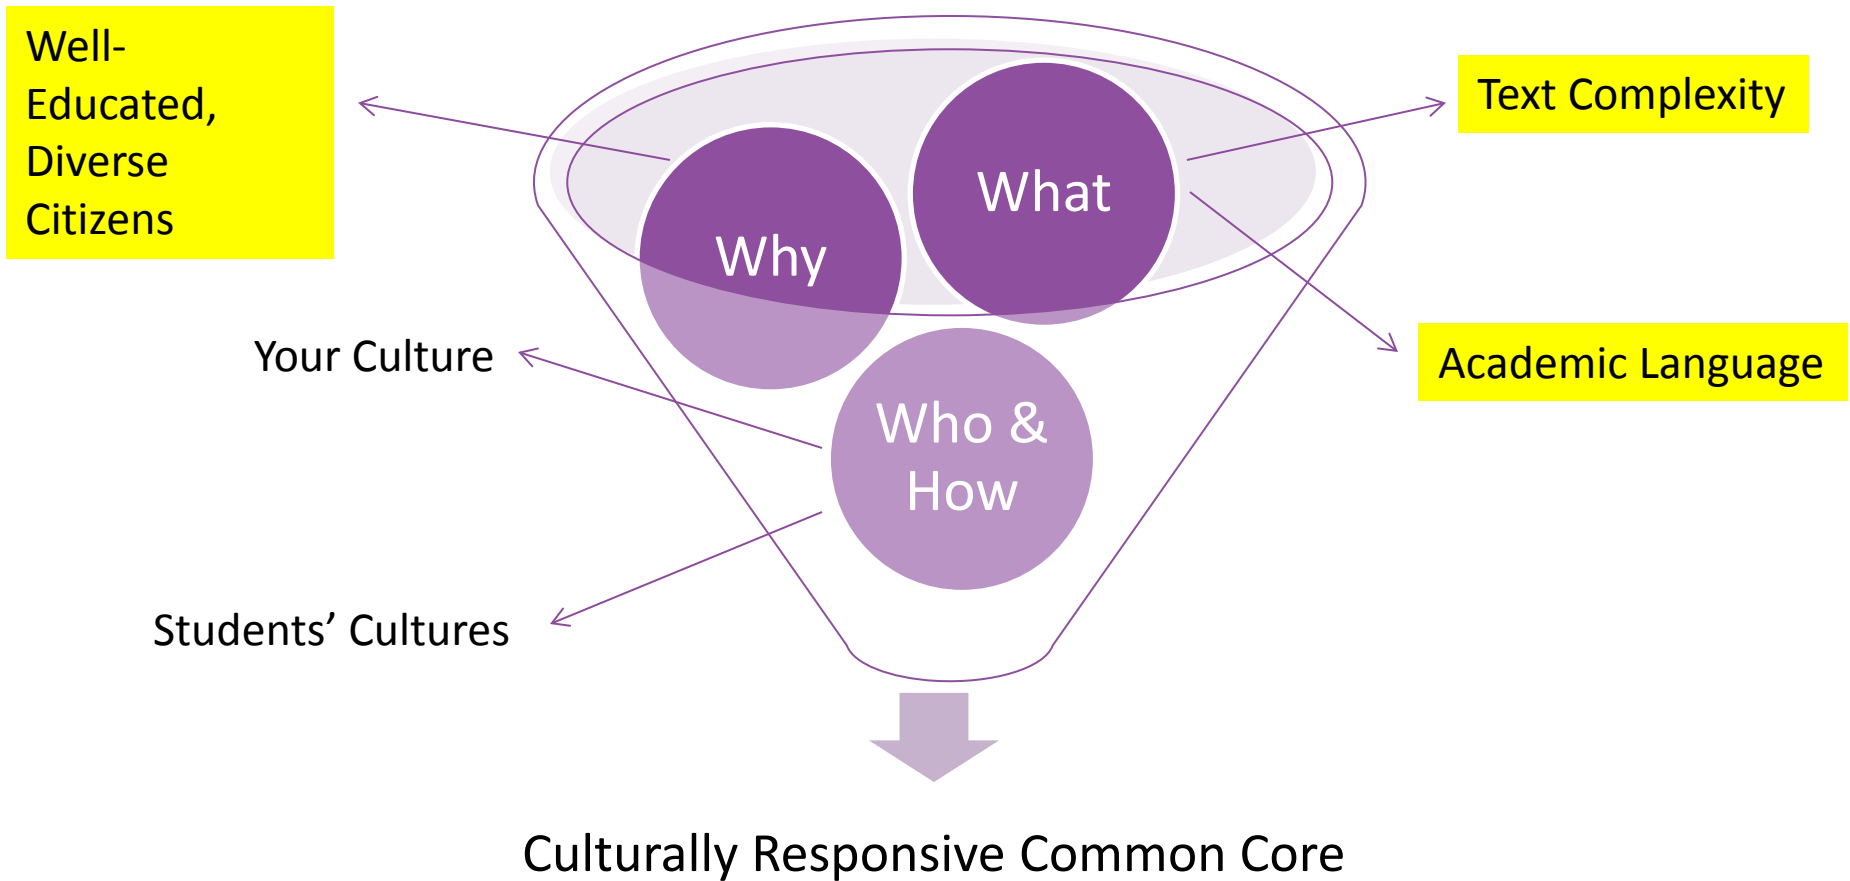 Well-
Educated,
Diverse
Citizens
Text Complexity
What
Why
Your Culture
Academic Language
Who &
How
Students’ Cultures
Culturally Responsive Common Core